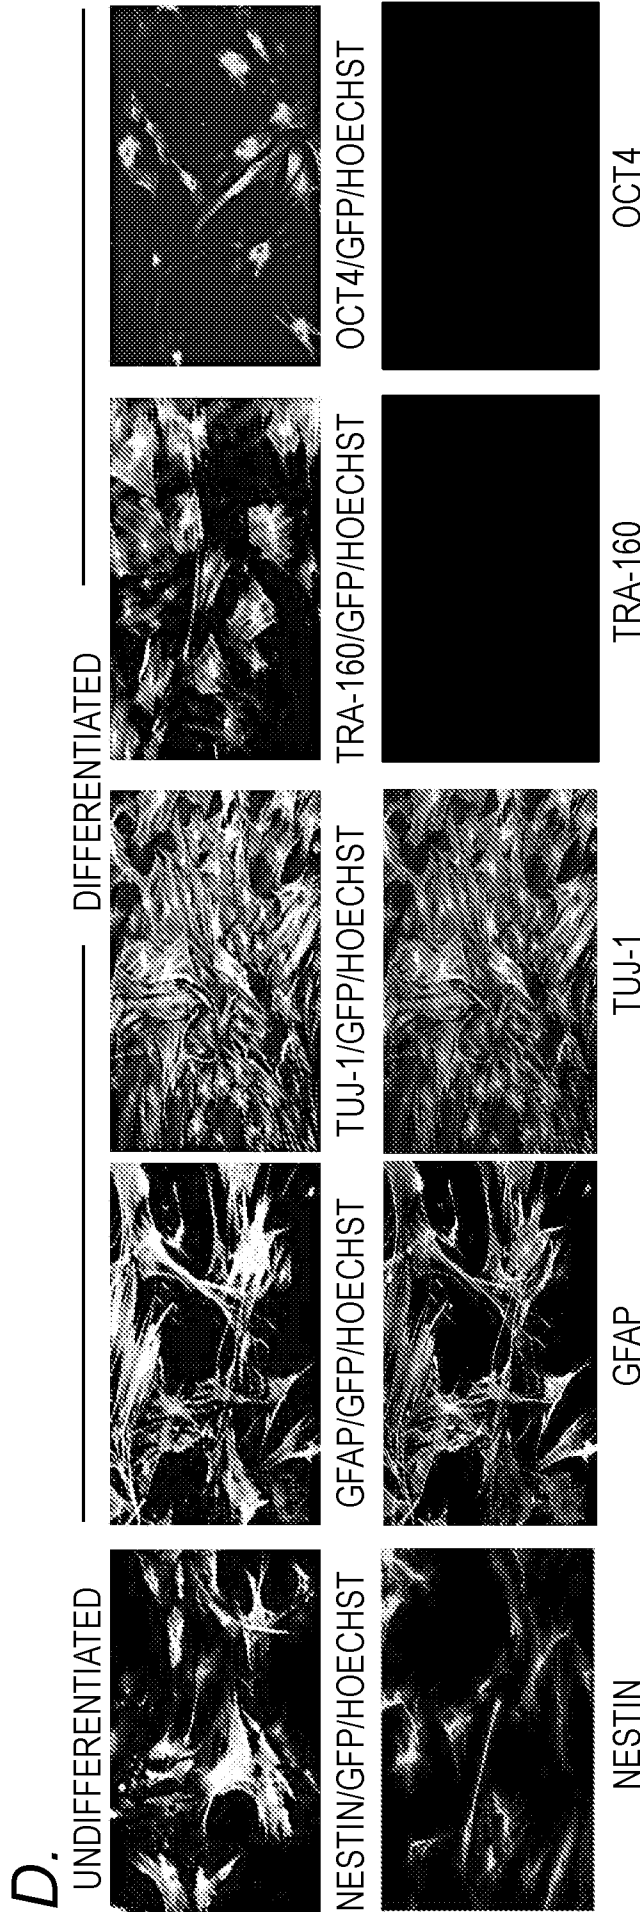 D.
UNDIFFERENTIATED
DIFFERENTIATED
NESTIN/GFP/HOECHST
GFAP/GFP/HOECHST
TUJ-1/GFP/HOECHST
TRA-160/GFP/HOECHST
OCT4/GFP/HOECHST
NESTIN
GFAP
TUJ-1
TRA-160
OCT4